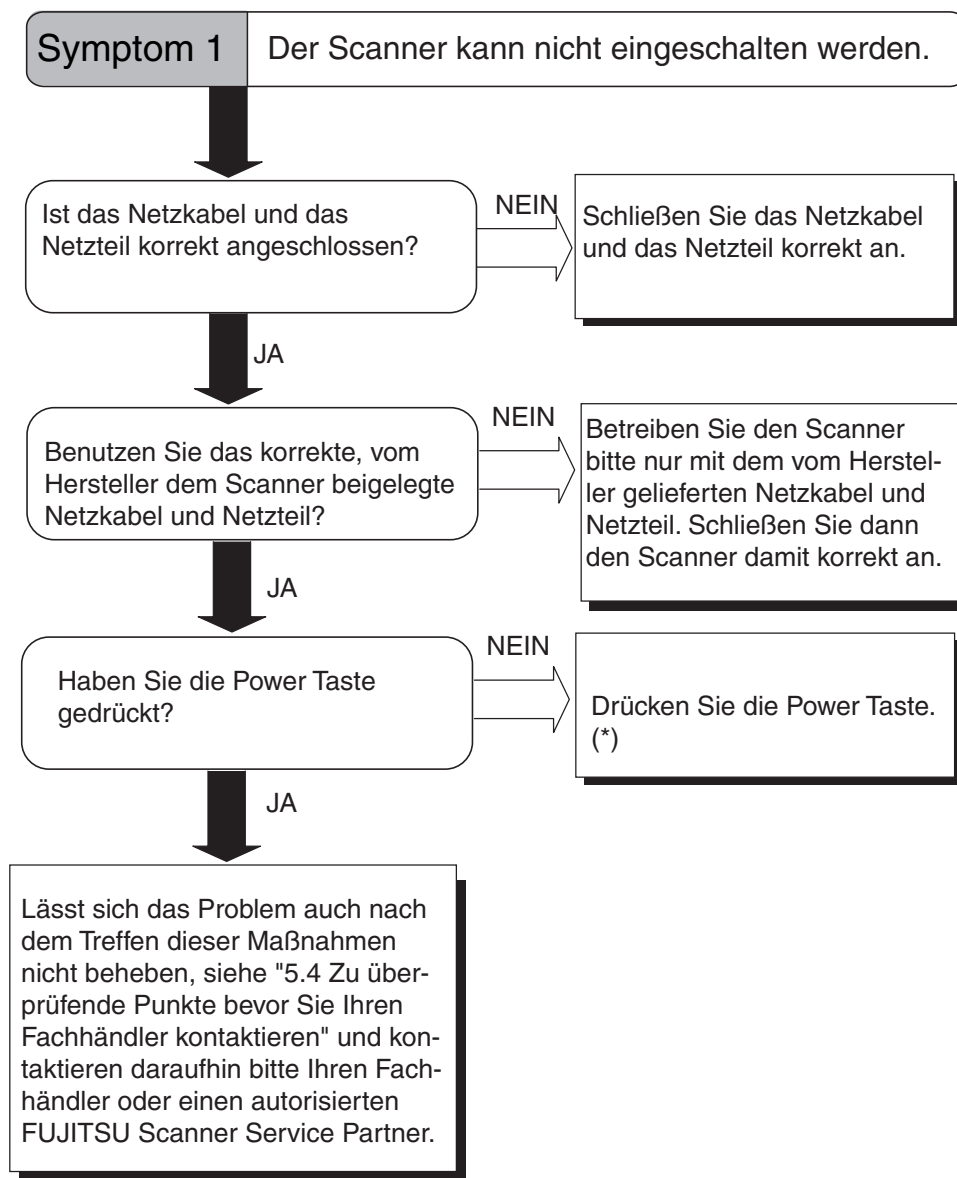 Symptom 1
Der Scanner kann nicht eingeschalten werden.
Ist das Netzkabel und das
Netzteil korrekt angeschlossen?
NEIN
Schließen Sie das Netzkabel
und das Netzteil korrekt an.
JA
Benutzen Sie das korrekte, vom
Hersteller dem Scanner beigelegte
Netzkabel und Netzteil?
NEIN
Betreiben Sie den Scanner
bitte nur mit dem vom Herstel-
ler gelieferten Netzkabel und
Netzteil. Schließen Sie dann
den Scanner damit korrekt an.
JA
Haben Sie die Power Taste
gedrückt?
NEIN
Drücken Sie die Power Taste.
(*)
JA
Lässt sich das Problem auch nach
dem Treffen dieser Maßnahmen
nicht beheben, siehe "5.4 Zu über-
prüfende Punkte bevor Sie Ihren
Fachhändler kontaktieren" und kon-
taktieren daraufhin bitte Ihren Fach-
händler oder einen autorisierten
FUJITSU Scanner Service Partner.